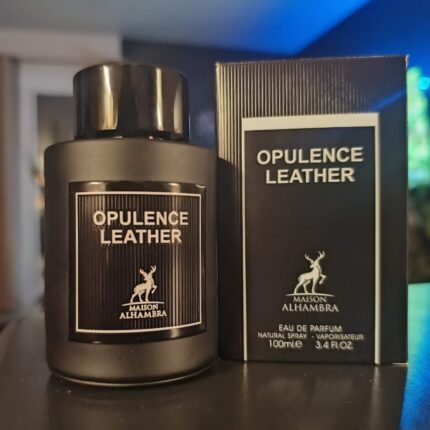 OPULENCE
LEATHER
MAISON
ALHAMBRA
OPULENCE
LEATHER
MAISON
ALHAMBRA
EAU DE PARFUM
NATURAL SPRAY - VAPORISATEUR
100ml℮ 3.4 FL.OZ.